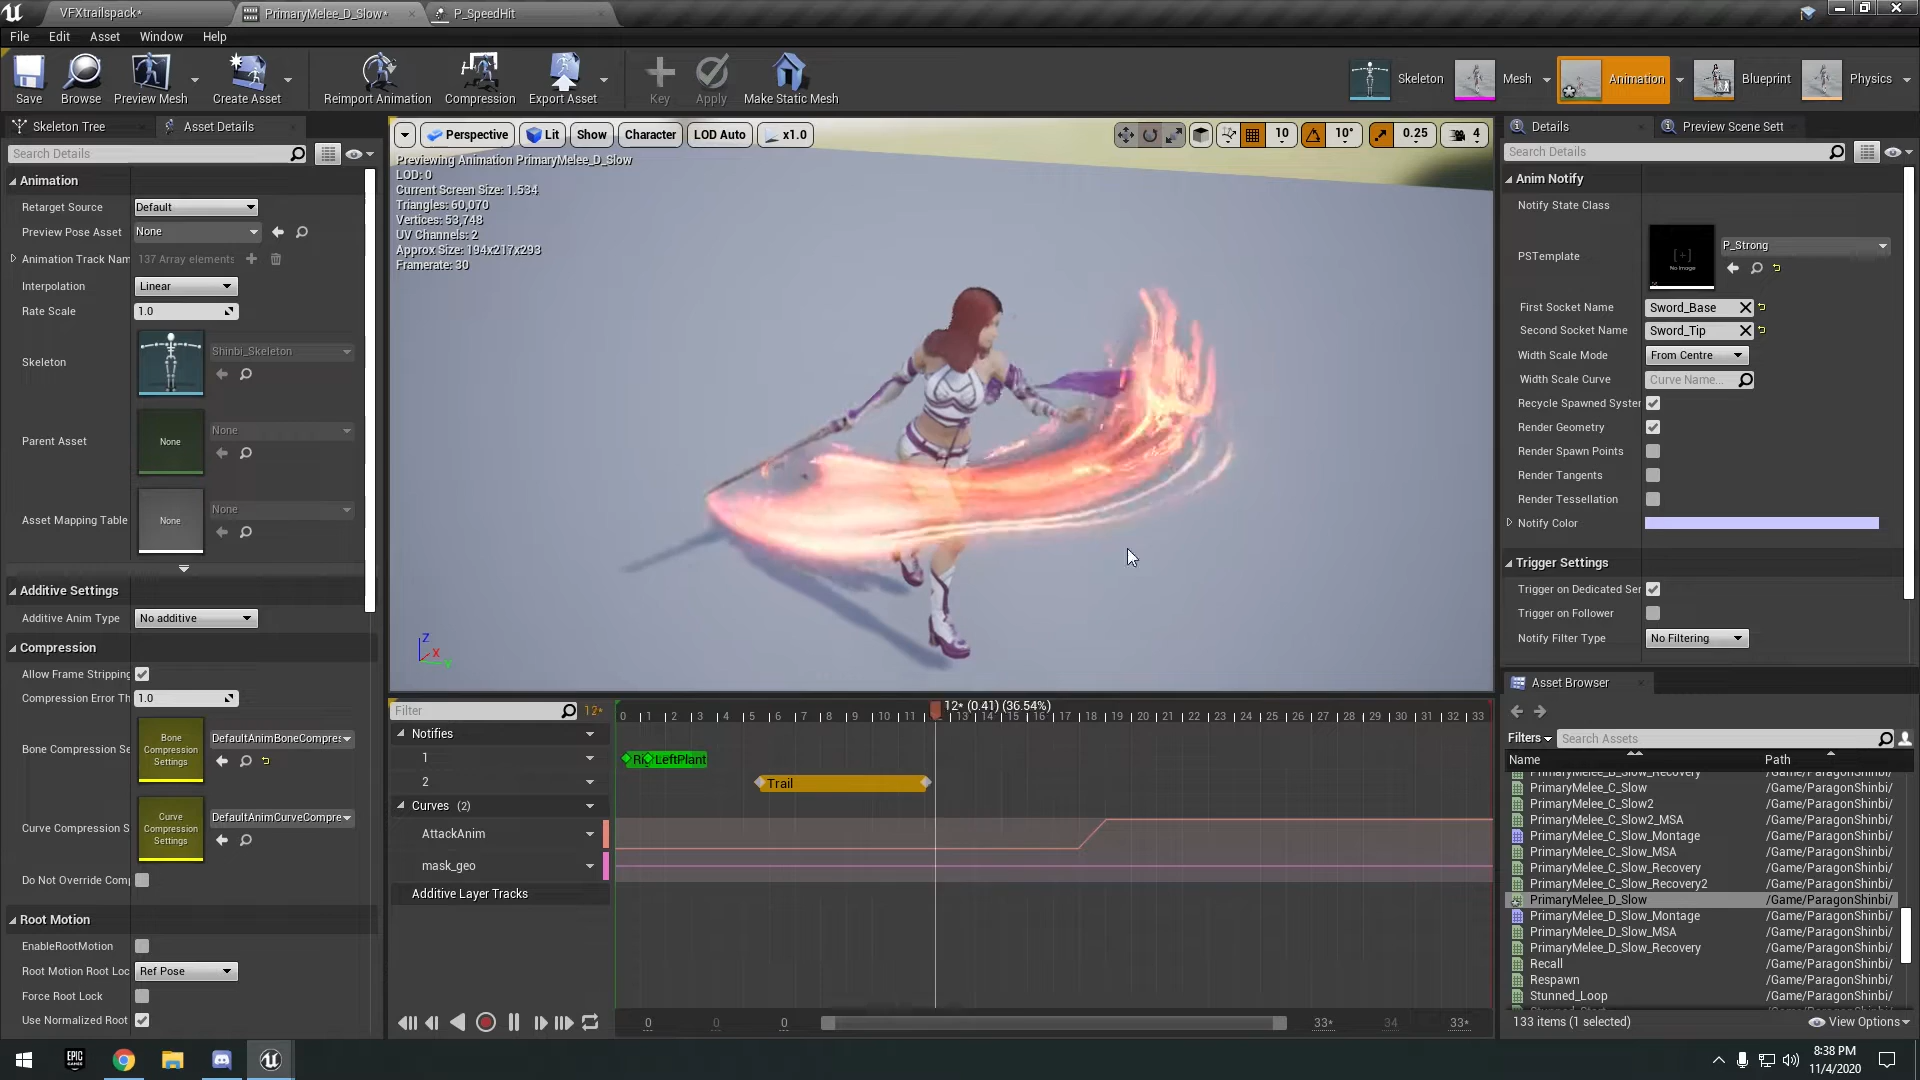 VFXtrailspack*
PrimaryMelee_D_Slow*
P_SpeedHit
File
Edit
Asset
Window
Help
Save
Browse
Preview Mesh
Create Asset
Reimport Animation
Compression
Export Asset
Key
Apply
Make Static Mesh
Skeleton
Mesh
Animation
Blueprint
Physics
Skeleton Tree
Asset Details
Search Details
Animation
Retarget Source
Default
Preview Pose Asset
None
Animation Track Nam
137 Array elements
Interpolation
Linear
Rate Scale
1.0
Skeleton
Shinbi_Skeleton
Parent Asset
None
None
Asset Mapping Table
None
None
Additive Settings
Additive Anim Type
No additive
Compression
Allow Frame Stripping
Compression Error Th
1.0
Bone Compression Se
Bone
Compression
Settings
DefaultAnimBoneCompres
Curve Compression S
Curve
Compression
Settings
DefaultAnimCurveCompre
Do Not Override Comp
Root Motion
EnableRootMotion
Root Motion Root Loc
Ref Pose
Force Root Lock
Use Normalized Root
Perspective
Lit
Show
Character
LOD Auto
x1.0
10
10°
0.25
4
Previewing Animation PrimaryMelee_D_Slow
LOD: 0
Current Screen Size: 1.534
Triangles: 60,070
Vertices: 53,748
UV Channels: 2
Approx Size: 194x217x293
Framerate: 30
Z
X
Y
Filter
12*
12* (0.41) (36.54%)
0 1 2 3 4 5 6 7 8 9 10 11 13 14 15 16 17 18 19 20 21 22 23 24 25 26 27 28 29 30 31 32 33
Notifies
1
Ri LeftPlant
2
Trail
Curves (2)
AttackAnim
mask_geo
Additive Layer Tracks
0
0
0
33*
34
33*
Details
Preview Scene Sett
Search Details
Anim Notify
Notify State Class
PSTemplate
[+]
No Image
P_Strong
First Socket Name
Sword_Base
Second Socket Name
Sword_Tip
Width Scale Mode
From Centre
Width Scale Curve
Curve Name...
Recycle Spawned Syster
Render Geometry
Render Spawn Points
Render Tangents
Render Tessellation
Notify Color
Trigger Settings
Trigger on Dedicated Ser
Trigger on Follower
Notify Filter Type
No Filtering
Asset Browser
Filters
Search Assets
Name
Path
PrimaryMelee_B_Slow_Recovery /Game/ParagonShinbi/
PrimaryMelee_C_Slow /Game/ParagonShinbi/
PrimaryMelee_C_Slow2 /Game/ParagonShinbi/
PrimaryMelee_C_Slow2_MSA /Game/ParagonShinbi/
PrimaryMelee_C_Slow_Montage /Game/ParagonShinbi/
PrimaryMelee_C_Slow_MSA /Game/ParagonShinbi/
PrimaryMelee_C_Slow_Recovery /Game/ParagonShinbi/
PrimaryMelee_C_Slow_Recovery2 /Game/ParagonShinbi/
PrimaryMelee_D_Slow /Game/ParagonShinbi/
PrimaryMelee_D_Slow_Montage /Game/ParagonShinbi/
PrimaryMelee_D_Slow_MSA /Game/ParagonShinbi/
PrimaryMelee_D_Slow_Recovery /Game/ParagonShinbi/
Recall /Game/ParagonShinbi/
Respawn /Game/ParagonShinbi/
Stunned_Loop /Game/ParagonShinbi/
133 items (1 selected)
View Options
EPIC GAMES
8:38 PM
11/4/2020